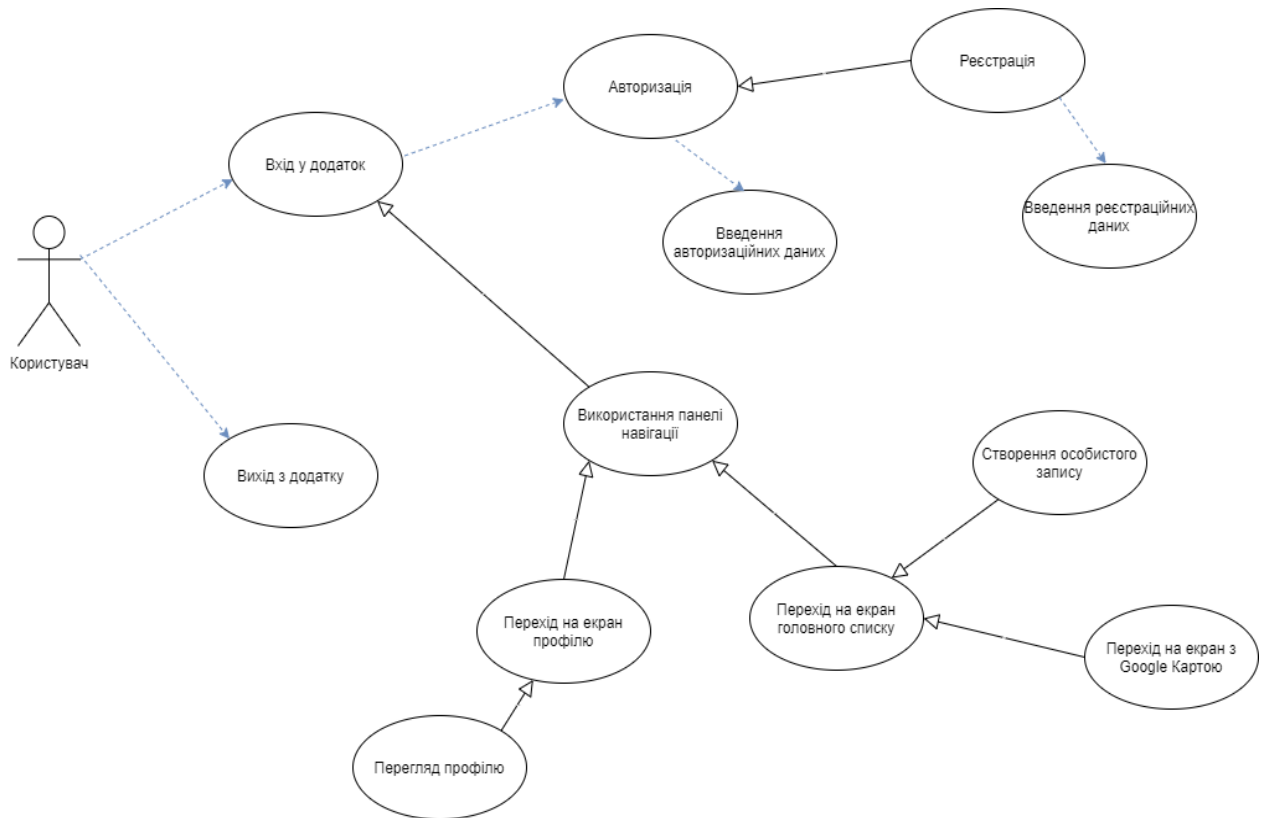 Реєстрація
Авторизація
Вхід у додаток
Введення реєстраційних
даних
Введення
авторизаційних даних
Користувач
Використання панелі
навігації
Створення особистого
запису
Вихід з додатку
Перехід на екран
головного списку
Перехід на екран
профілю
Перехід на екран з
Google Картою
Перегляд профілю